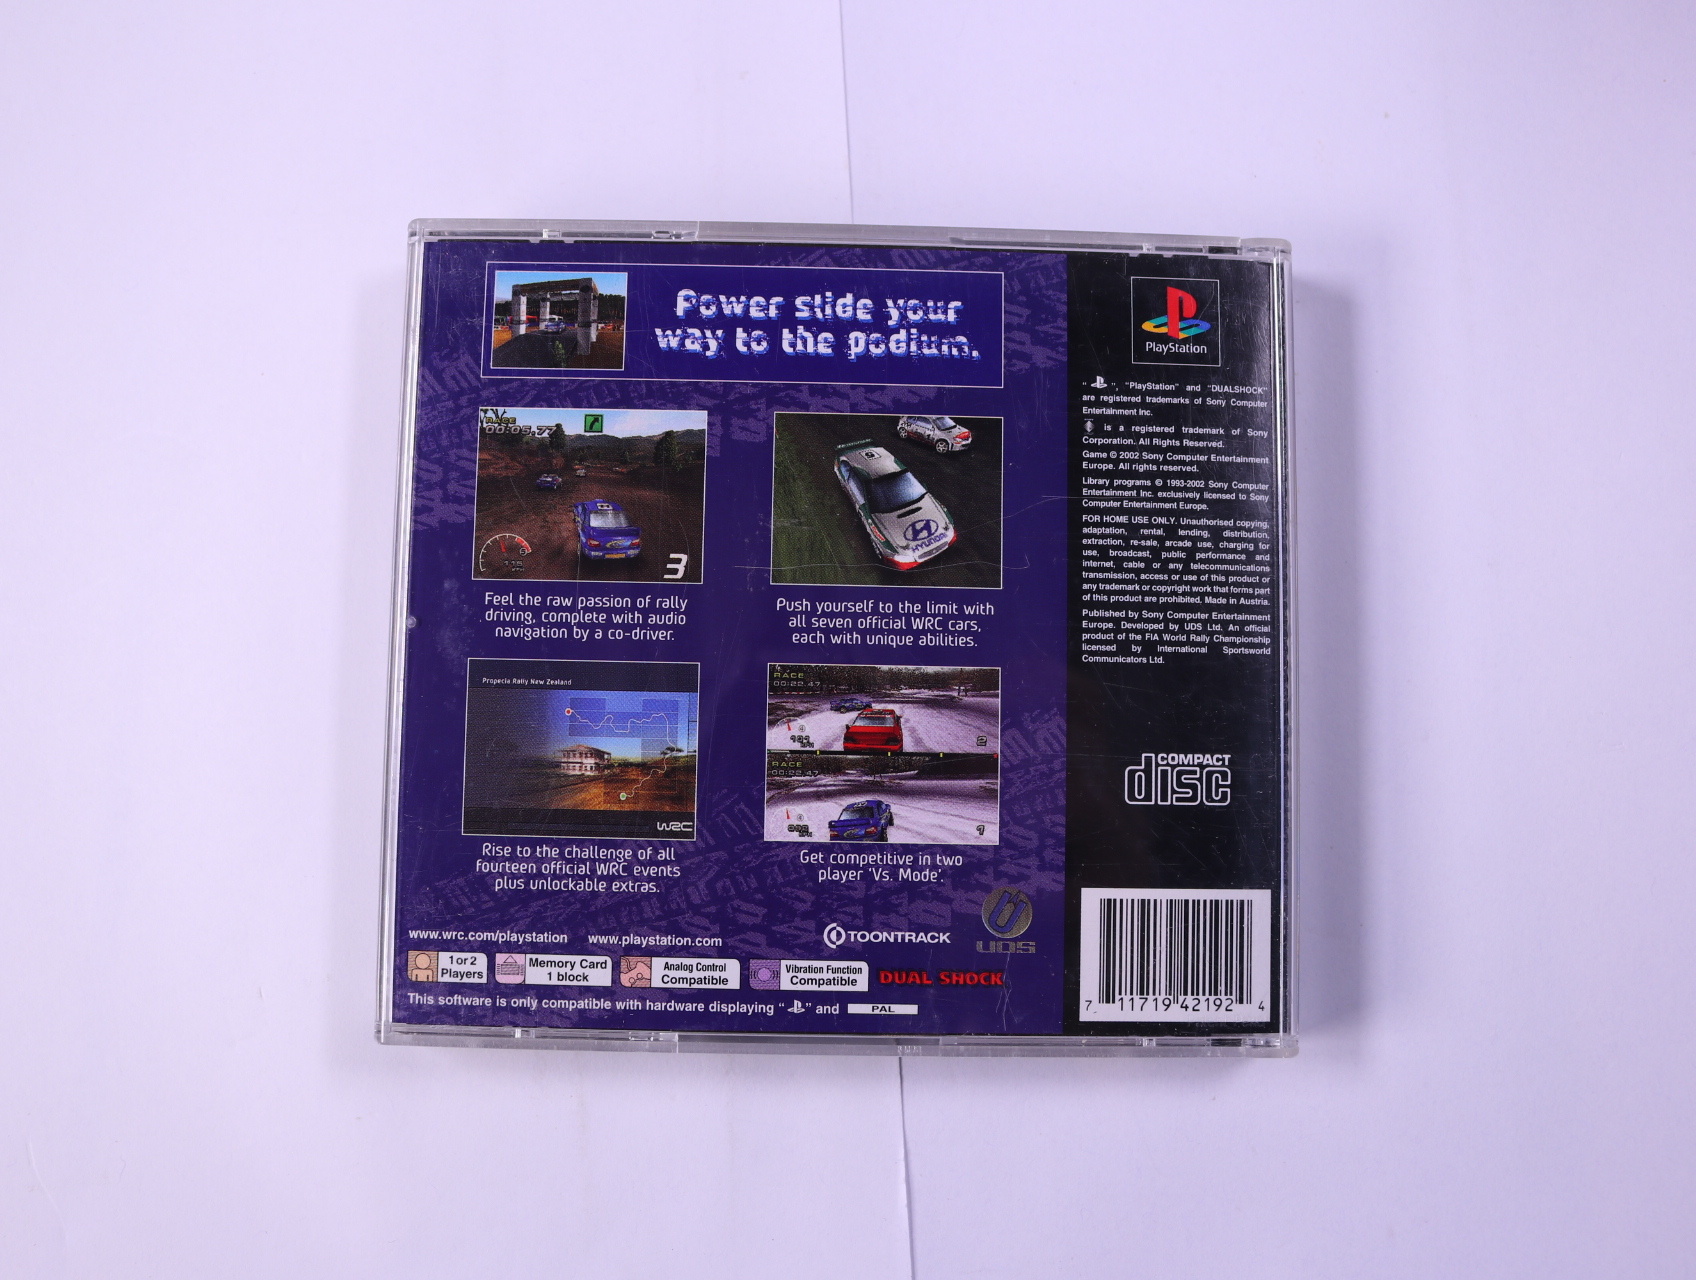 Power slide your
way to the podium.
RACE
00:05.77
115
3
HYUNDAI
Feel the raw passion of rally
driving, complete with audio
navigation by a co-driver.
Push yourself to the limit with
all seven official WRC cars,
each with unique abilities.
Propecia Rally New Zealand
WRC
RACE
00:22.47
2
RACE
00:22.47
1
Rise to the challenge of all
fourteen official WRC events
plus unlockable extras.
Get competitive in two
player 'Vs. Mode'.
www.wrc.com/playstation www.playstation.com
TOONTRACK
UDS
1 or 2
Players
Memory Card
1 block
Analog Control
Compatible
Vibration Function
Compatible
DUAL SHOCK
This software is only compatible with hardware displaying " " and PAL
PlayStation
" ", "PlayStation" and "DUALSHOCK"
are registered trademarks of Sony Computer
Entertainment Inc.
is a registered trademark of Sony
Corporation. All Rights Reserved.
Game © 2002 Sony Computer Entertainment
Europe. All rights reserved.
Library programs © 1993-2002 Sony Computer
Entertainment Inc. exclusively licensed to Sony
Computer Entertainment Europe.
FOR HOME USE ONLY. Unauthorised copying,
adaptation, rental, lending, distribution,
extraction, re-sale, arcade use, charging for
use, broadcast, public performance and
internet, cable or any telecommunications
transmission, access or use of this product or
any trademark or copyright work that forms part
of this product are prohibited. Made in Austria.
Published by Sony Computer Entertainment
Europe. Developed by UDS Ltd. An official
product of the FIA World Rally Championship
licensed by International Sportsworld
Communicators Ltd.
COMPACT
disc
7 11719 42192 4